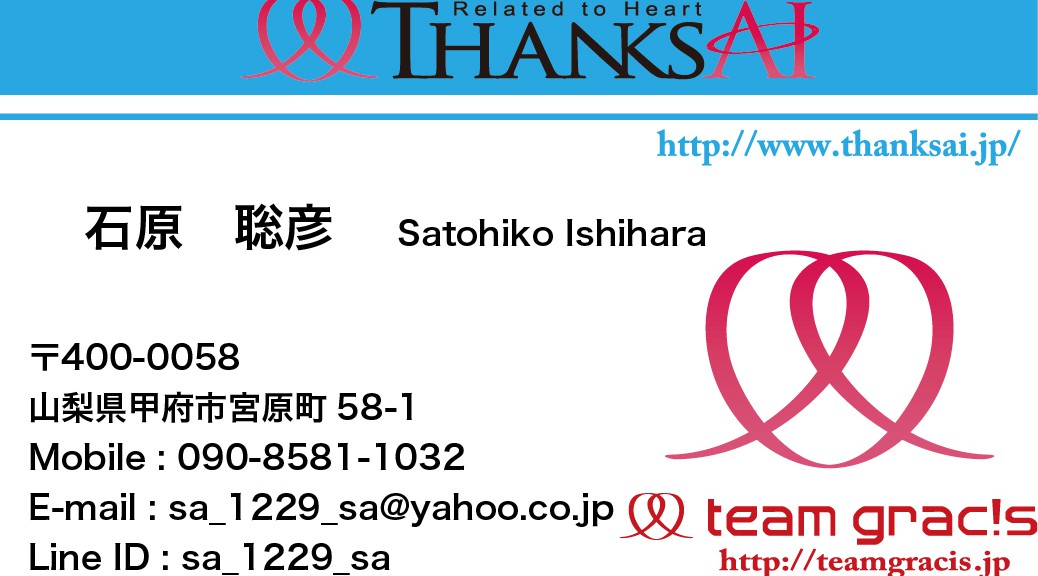 Related to Heart
THANKSAI
http://www.thanksai.jp/
石原　聡彦　Satohiko Ishihara
〒400-0058
山梨県甲府市宮原町 58-1
Mobile : 090-8581-1032
E-mail : sa_1229_sa@yahoo.co.jp
Line ID : sa_1229_sa
team grac!s
http://teamgracis.jp